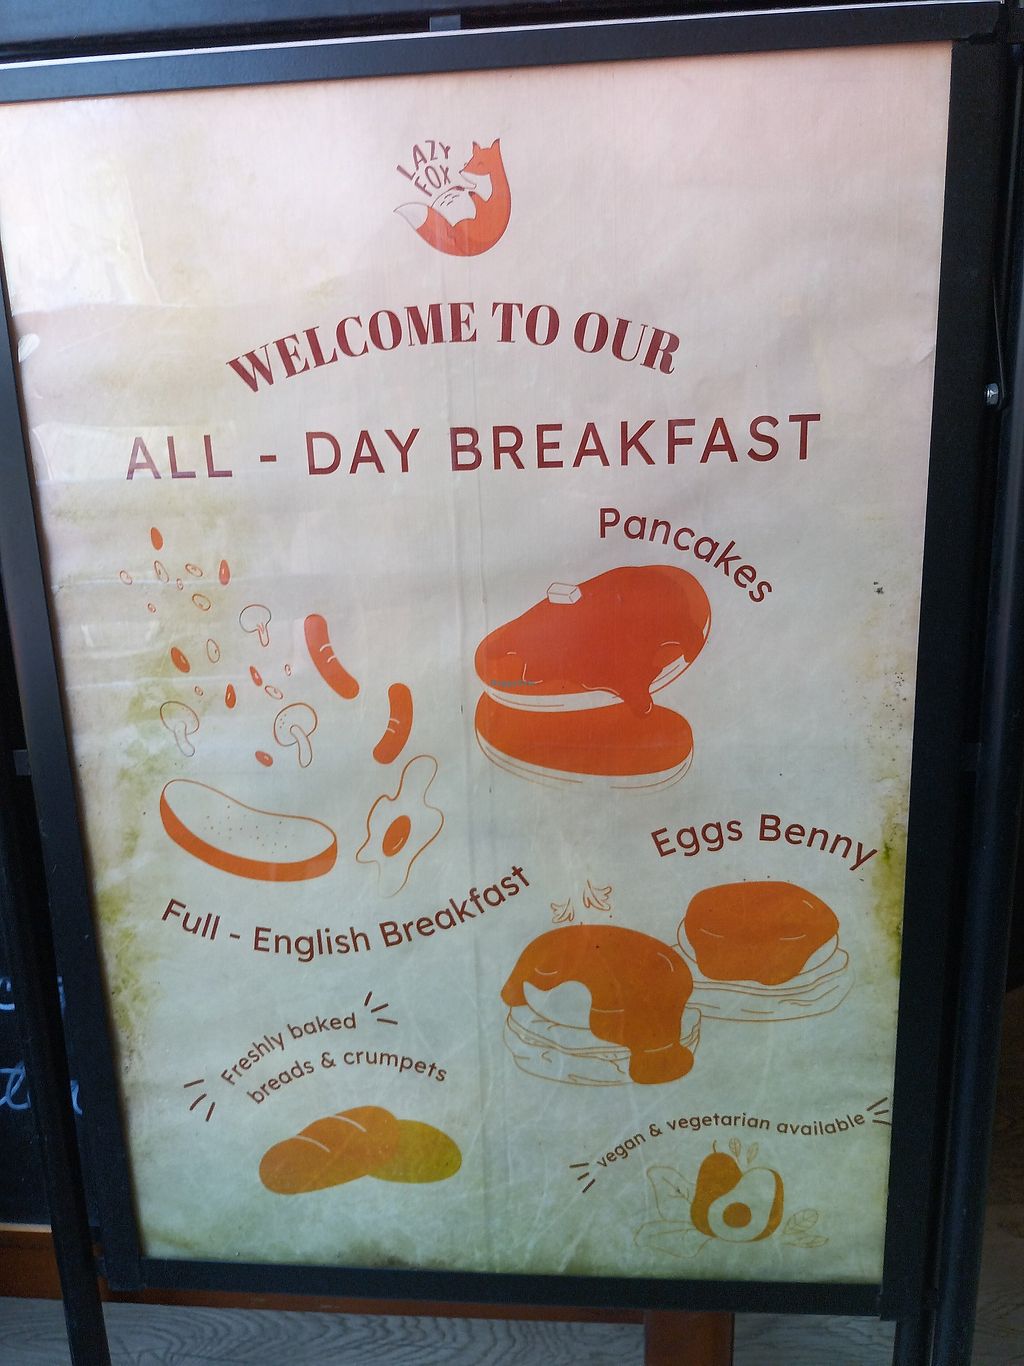 LAZY
FOX
WELCOME TO OUR
ALL - DAY BREAKFAST
Pancakes
Eggs Benny
Full - English Breakfast
Freshly baked
breads & crumpets
vegan & vegetarian available